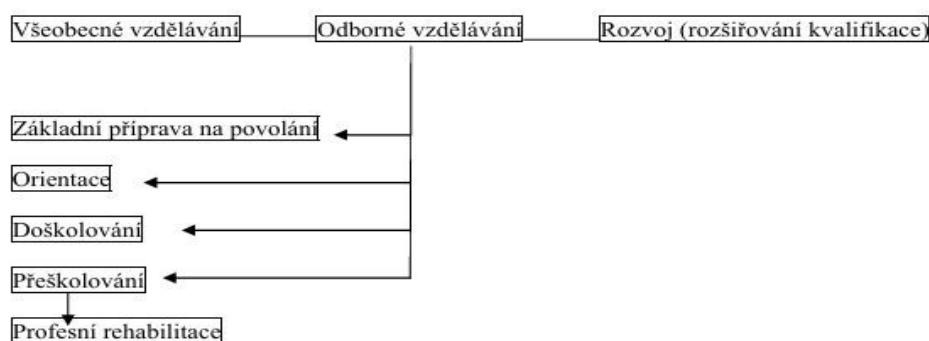 Všeobecné vzdělávání Odborné vzdělávání Rozvoj (rozšiřování kvalifikace)
Základní příprava na povolání
Orientace
Doškolování
Přeškolování
Profesní rehabilitace